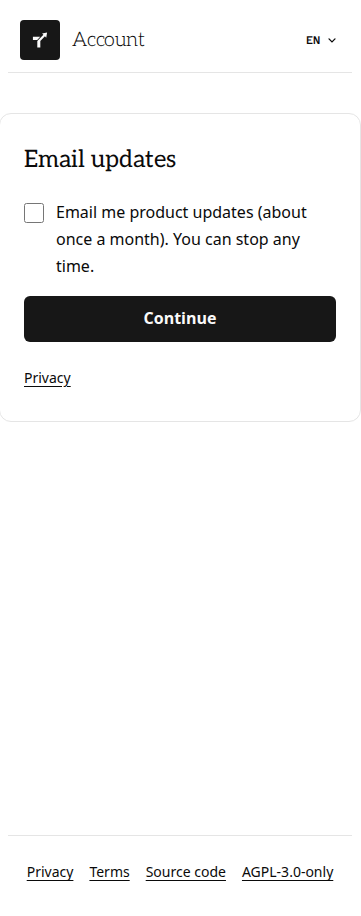 Account
EN
Email updates
Email me product updates (about
once a month). You can stop any
time.
Continue
Privacy
Privacy Terms Source code AGPL-3.0-only